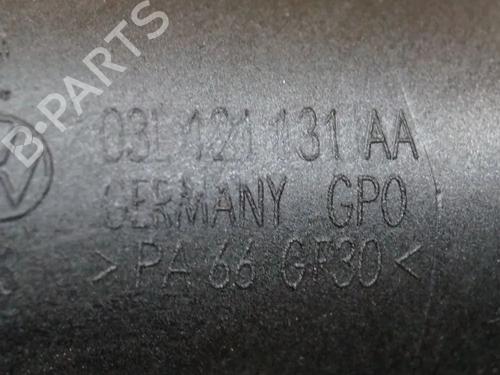 B-PARTS
03L 121 131 AA
GERMANY GPO
>PA 66 GF30<